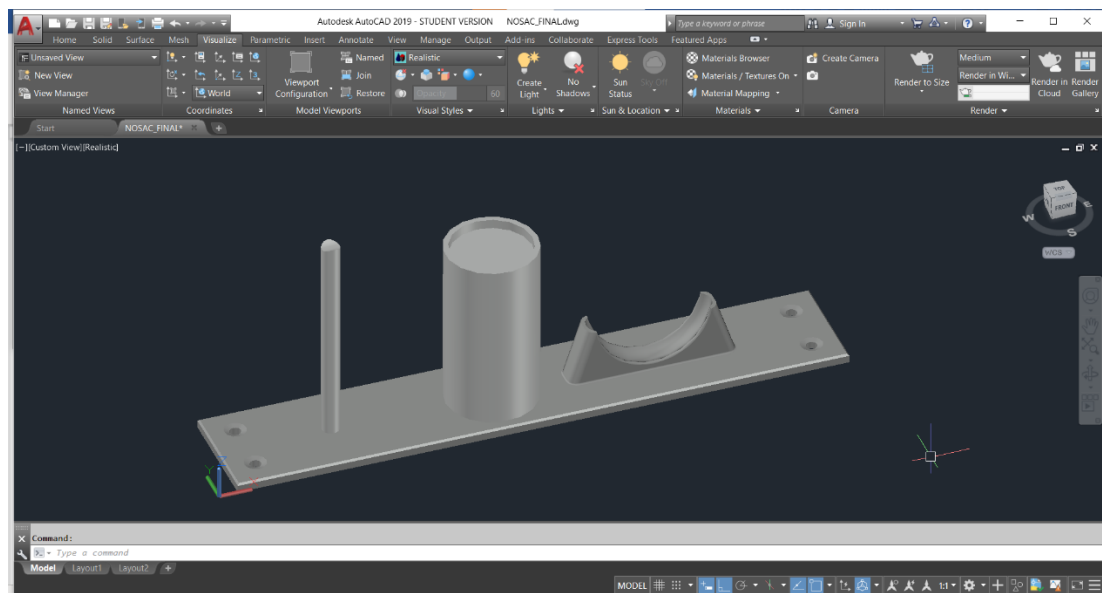 Autodesk AutoCAD 2019 - STUDENT VERSION NOSAC_FINAL.dwg Type a keyword or phrase Sign In
Home Solid Surface Mesh Visualize Parametric Insert Annotate View Manage Output Add-ins Collaborate Express Tools Featured Apps
Unsaved View
New View
View Manager
Named Views
World
Coordinates
Viewport
Configuration
Named
Join
Restore
Model Viewports
Realistic
Opacity 60
Visual Styles
Create
Light
No
Shadows
Lights
Sun
Status
Sky Off
Sun & Location
Materials Browser
Materials / Textures On
Material Mapping
Materials
Create Camera
Camera
Render to Size
Medium
Render in Wi...
Render in
Cloud
Render
Gallery
Render
Start NOSAC_FINAL*
[−][Custom View][Realistic]
TOP
FRONT
W
S
E
WCS
Command:
Type a command
Model Layout1 Layout2
MODEL 1:1